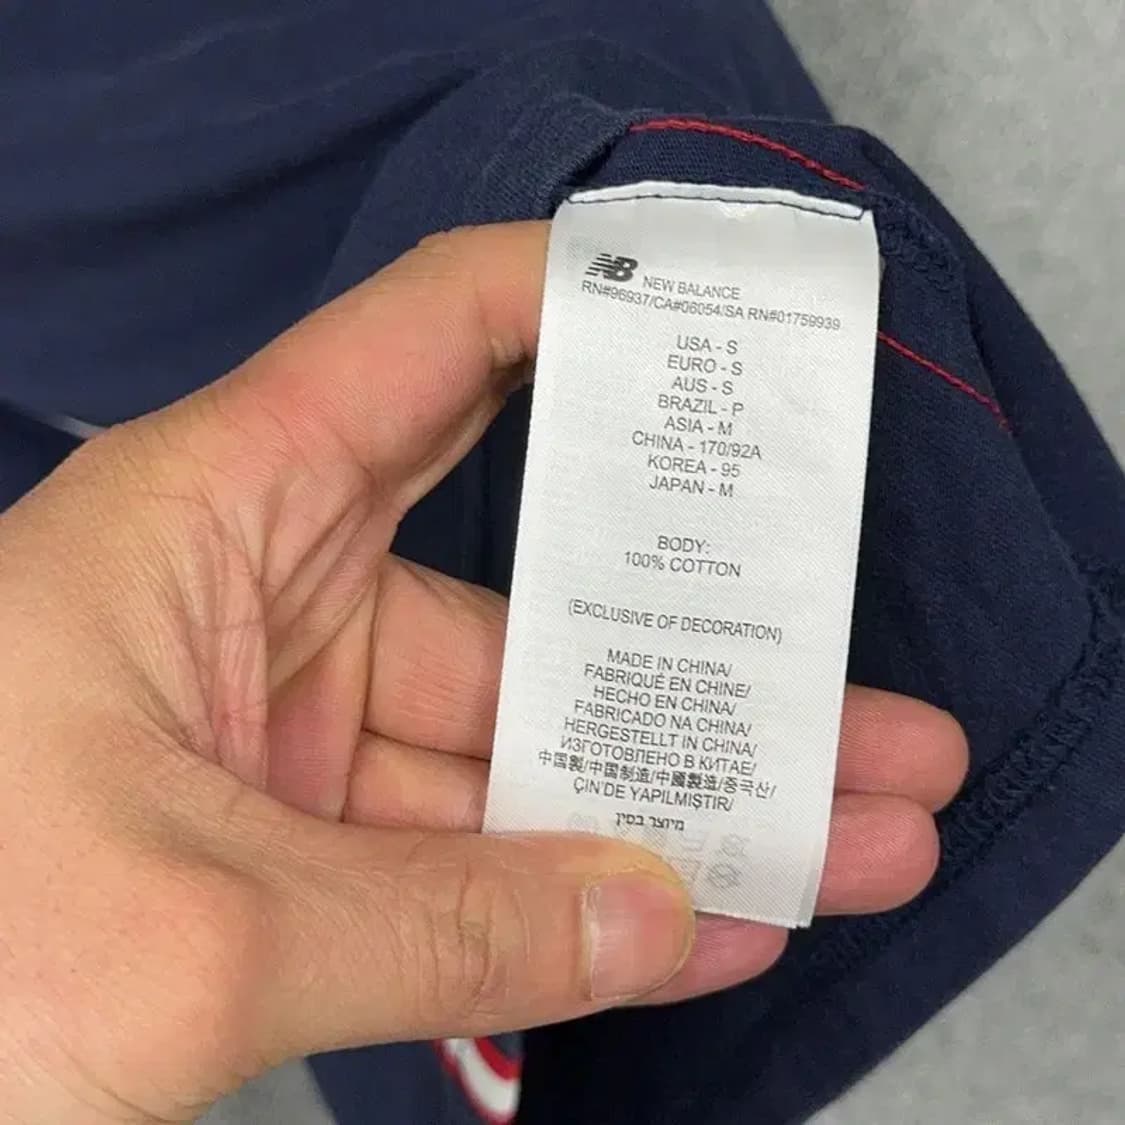 NB NEW BALANCE
RN#96937/CA#06054/SA RN#01759939
USA - S
EURO - S
AUS - S
BRAZIL - P
ASIA - M
CHINA - 170/92A
KOREA - 95
JAPAN - M
BODY:
100% COTTON
(EXCLUSIVE OF DECORATION)
MADE IN CHINA/
FABRIQUÉ EN CHINE/
HECHO EN CHINA/
FABRICADO NA CHINA/
HERGESTELLT IN CHINA/
ИЗГОТОВЛЕНО В КИТАЕ/
中国製/中国制造/中國製造/중국산/
ÇIN'DE YAPILMIŞTIR/
מיוצר בסין